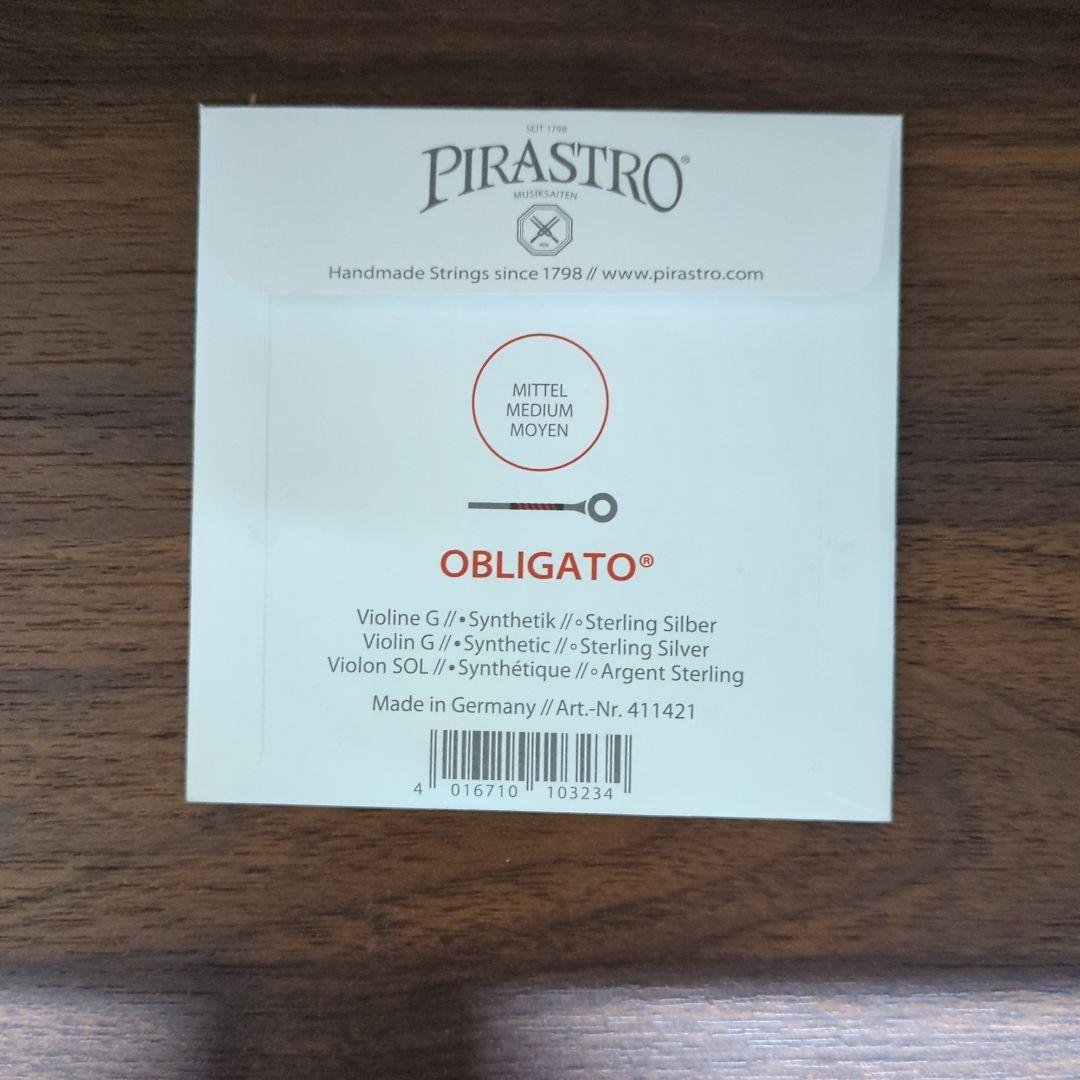 SEIT 1798
PIRASTRO®
MUSIKSAITEN
Handmade Strings since 1798 // www.pirastro.com
MITTEL
MEDIUM
MOYEN
OBLIGATO®
Violine G //•Synthetik //◦Sterling Silber
Violin G //•Synthetic //◦Sterling Silver
Violon SOL //•Synthétique //◦Argent Sterling
Made in Germany // Art.-Nr. 411421
4 016710 103234